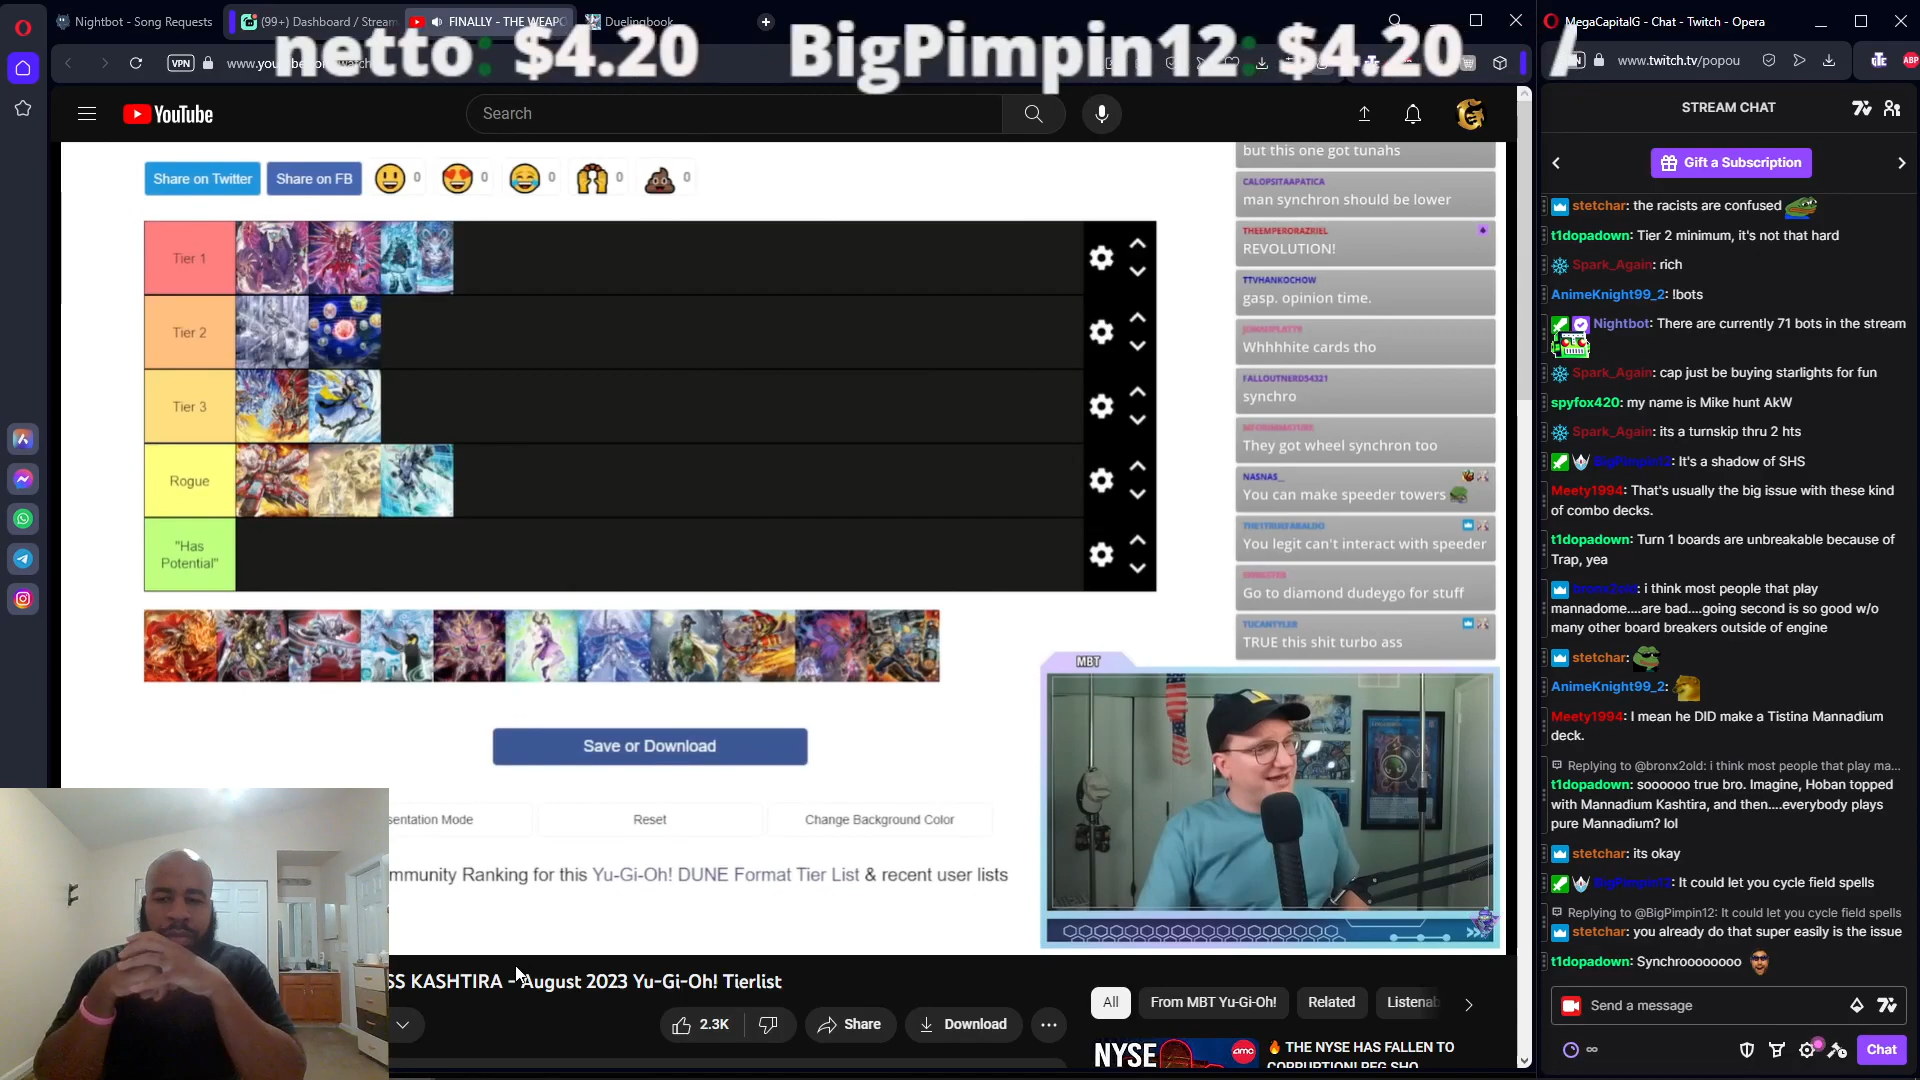 Nightbot - Song Requests
(99+) Dashboard / Stream
FINALLY - THE WEAPO
Duelingbook
MegaCapitalG - Chat - Twitch - Opera
netto: $4.20
BigPimpin12: $4.20
VPN
www.twitch.tv/popou
ABP
YouTube
Search
STREAM CHAT
Gift a Subscription
Share on Twitter
Share on FB
0
0
0
0
0
Tier 1
Tier 2
Tier 3
Rogue
"Has
Potential"
Save or Download
sentation Mode
Reset
Change Background Color
mmunity Ranking for this Yu-Gi-Oh! DUNE Format Tier List & recent user lists
but this one got tunahs
CALOPSITAAPATICA
man synchron should be lower
THEEMPERORAZRIEL
REVOLUTION!
TTVHANKOCHOW
gasp. opinion time.
Whhhhite cards tho
FALLOUTNERD54321
synchro
They got wheel synchron too
NASNAS_
You can make speeder towers
You legit can't interact with speeder
Go to diamond dudeygo for stuff
TUCANTYLER
TRUE this shit turbo ass
MBT
SS KASHTIRA - August 2023 Yu-Gi-Oh! Tierlist
2.3K
Share
Download
All
From MBT Yu-Gi-Oh!
Related
Listenab
NYSE
amc
THE NYSE HAS FALLEN TO
CORRUPTION! REG SHO
stetchar: the racists are confused
t1dopadown: Tier 2 minimum, it's not that hard
Spark_Again: rich
AnimeKnight99_2: !bots
Nightbot: There are currently 71 bots in the stream
Spark_Again: cap just be buying starlights for fun
spyfox420: my name is Mike hunt AkW
Spark_Again: its a turnskip thru 2 hts
BigPimpin12: It's a shadow of SHS
Meety1994: That's usually the big issue with these kind
of combo decks.
t1dopadown: Turn 1 boards are unbreakable because of
Trap, yea
bronx2old: i think most people that play
mannadome....are bad....going second is so good w/o
many other board breakers outside of engine
stetchar:
AnimeKnight99_2:
Meety1994: I mean he DID make a Tistina Mannadium
deck.
Replying to @bronx2old: i think most people that play ma...
t1dopadown: soooooo true bro. Imagine, Hoban topped
with Mannadium Kashtira, and then....everybody plays
pure Mannadium? lol
stetchar: its okay
BigPimpin12: It could let you cycle field spells
Replying to @BigPimpin12: It could let you cycle field spells
stetchar: you already do that super easily is the issue
t1dopadown: Synchroooooooo
Send a message
Chat